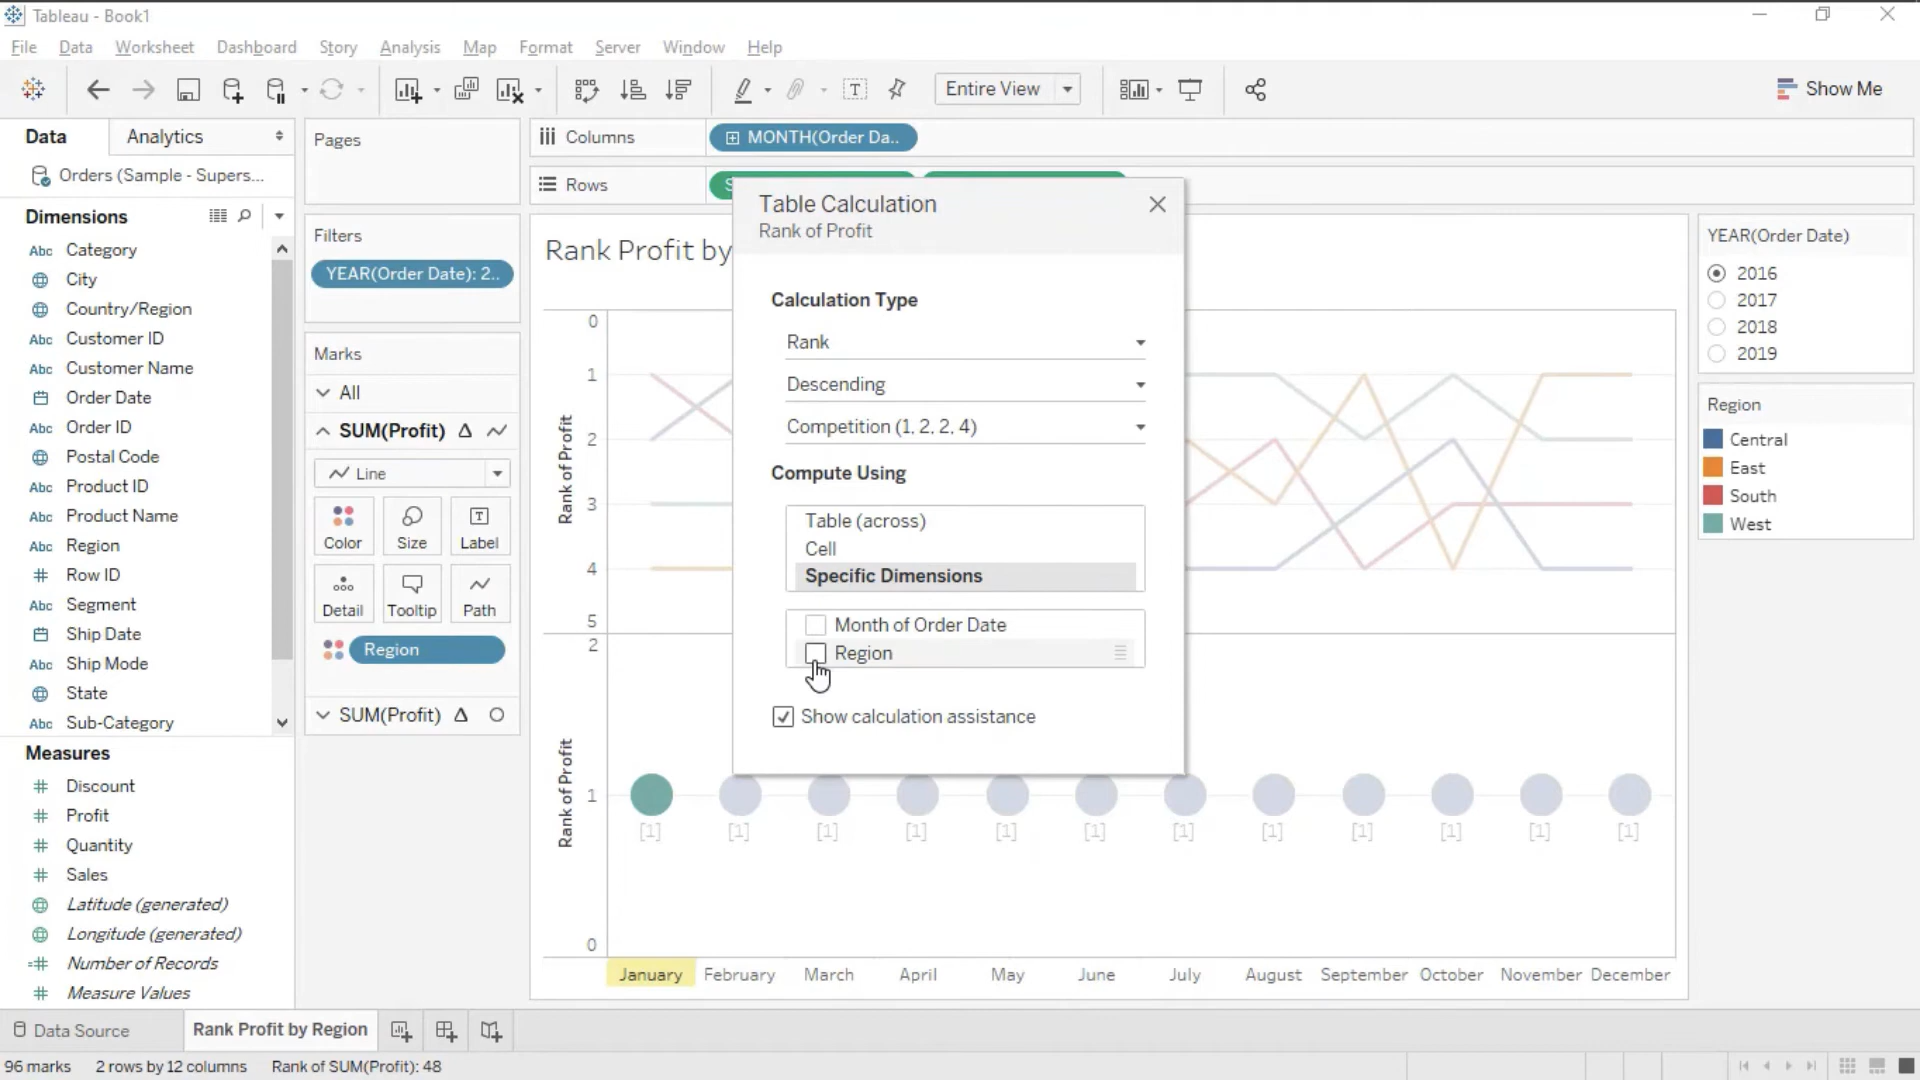 Tableau - Book1
File Data Worksheet Dashboard Story Analysis Map Format Server Window Help
Entire View
Show Me
Data
Analytics
Orders (Sample - Supers...
Dimensions
Abc Category
City
Country/Region
Abc Customer ID
Abc Customer Name
Order Date
Abc Order ID
Postal Code
Abc Product ID
Abc Product Name
Abc Region
# Row ID
Abc Segment
Ship Date
Abc Ship Mode
State
Abc Sub-Category
Measures
# Discount
# Profit
# Quantity
# Sales
Latitude (generated)
Longitude (generated)
=# Number of Records
# Measure Values
Pages
Filters
YEAR(Order Date): 2..
Marks
All
SUM(Profit) Δ
Line
Color Size Label
Detail Tooltip Path
Region
SUM(Profit) Δ
Columns
MONTH(Order Da..
Rows
S
Rank Profit by
Rank of Profit
0
1
2
3
4
5
Rank of Profit
2
1
0
[1] [1] [1] [1] [1] [1] [1] [1] [1] [1] [1] [1]
January February March April May June July August September October November December
Table Calculation
Rank of Profit
Calculation Type
Rank
Descending
Competition (1, 2, 2, 4)
Compute Using
Table (across)
Cell
Specific Dimensions
Month of Order Date
Region
Show calculation assistance
YEAR(Order Date)
2016
2017
2018
2019
Region
Central
East
South
West
Data Source
Rank Profit by Region
96 marks 2 rows by 12 columns Rank of SUM(Profit): 48